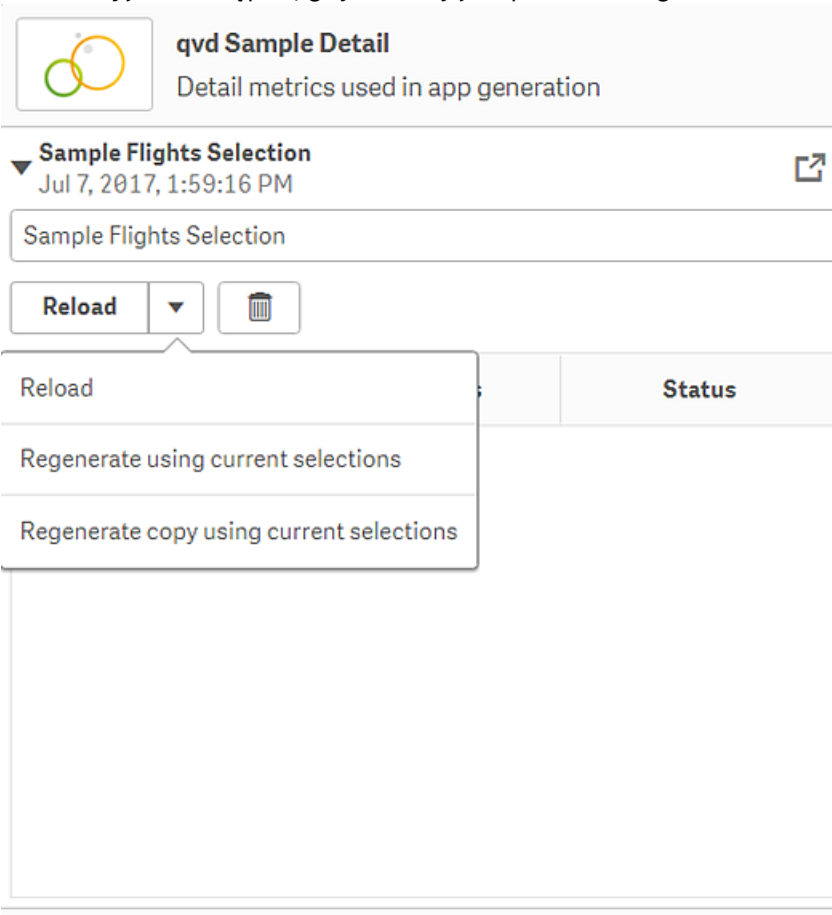 qvd Sample Detail
Detail metrics used in app generation
Sample Flights Selection
Jul 7, 2017, 1:59:16 PM
Sample Flights Selection
Reload
Reload
Status
Regenerate using current selections
Regenerate copy using current selections